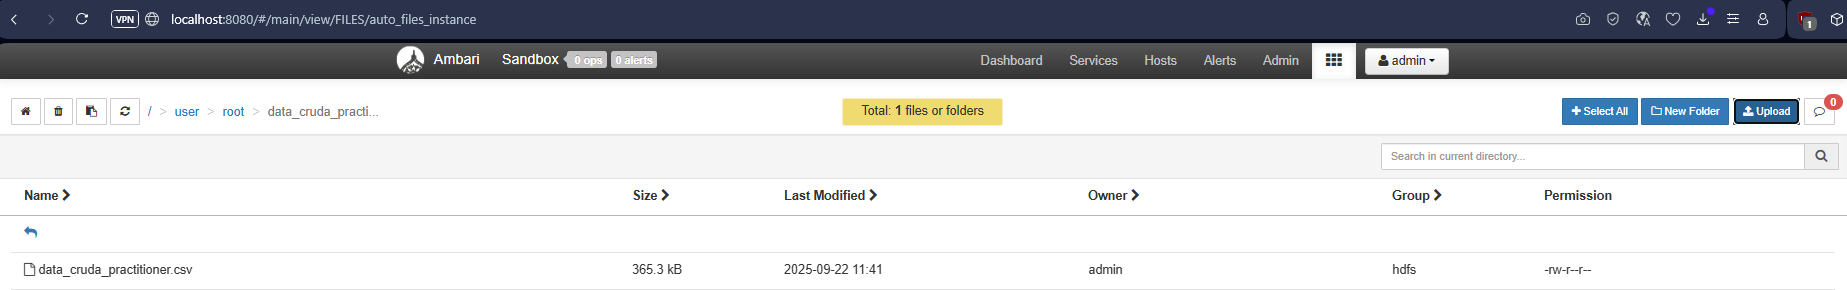 VPN localhost:8080/#/main/view/FILES/auto_files_instance 1
Ambari Sandbox 0 ops 0 alerts Dashboard Services Hosts Alerts Admin admin
/ > user > root > data_cruda_practi... Total: 1 files or folders Select All New Folder Upload 0
Search in current directory...
Name Size Last Modified Owner Group Permission
data_cruda_practitioner.csv 365.3 kB 2025-09-22 11:41 admin hdfs -rw-r--r--